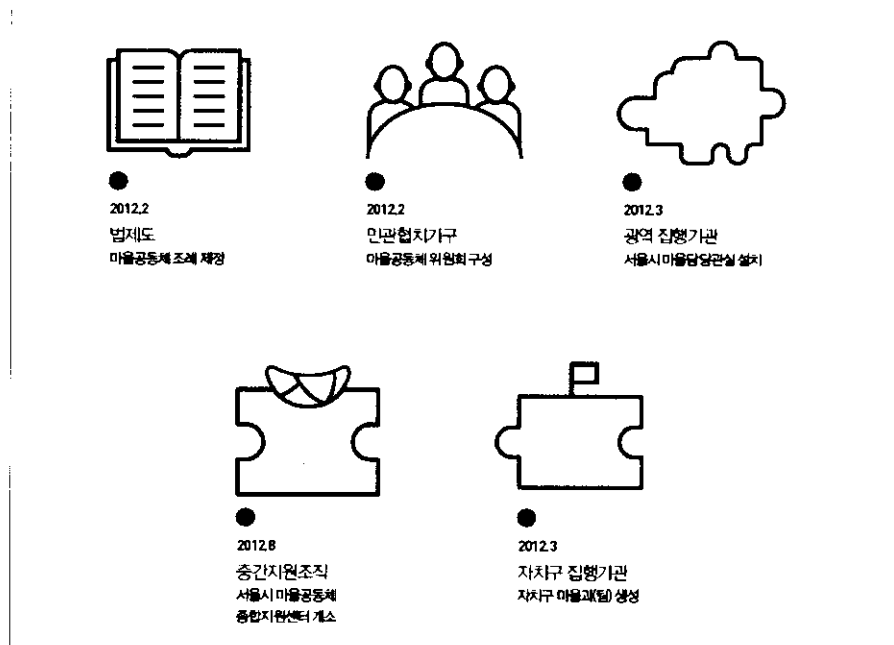 2012.2
법제도
마을공동체 조례 제정
2012.2
민관협치기구
마을공동체 위원회 구성
2012.3
광역 집행기관
서울시 마을담당관실 설치
2012.8
중간지원조직
서울시 마을공동체
종합지원센터 개소
2012.3
자치구 집행기관
자치구 마을과(팀) 생성